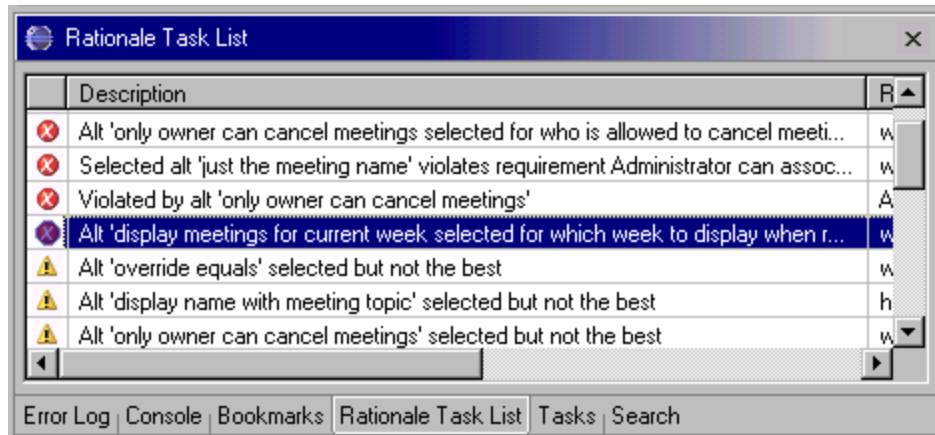 Rationale Task List
Description R
Alt 'only owner can cancel meetings selected for who is allowed to cancel meeti... w
Selected alt 'just the meeting name' violates requirement Administrator can assoc... w
Violated by alt 'only owner can cancel meetings' A
Alt 'display meetings for current week selected for which week to display when r... w
Alt 'override equals' selected but not the best w
Alt 'display name with meeting topic' selected but not the best h
Alt 'only owner can cancel meetings' selected but not the best w
Error Log Console Bookmarks Rationale Task List Tasks Search